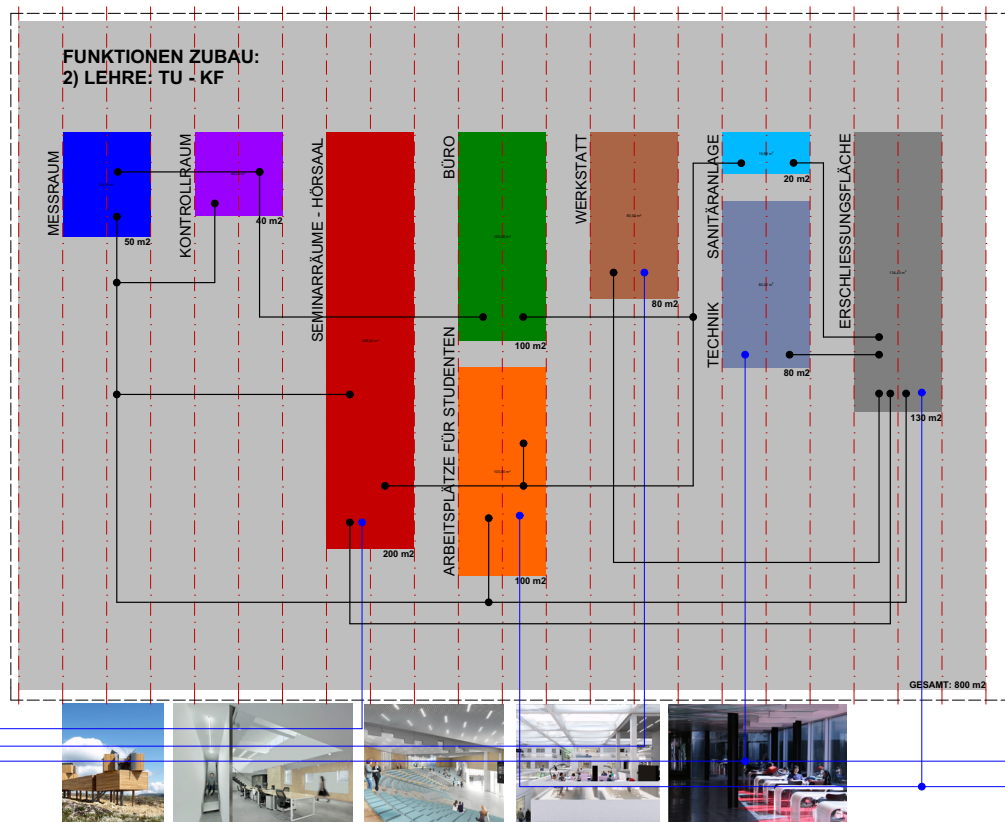 FUNKTIONEN ZUBAU:
2) LEHRE: TU - KF
MESSRAUM
50 m2
KONTROLLRAUM
40 m2
SEMINARRÄUME - HÖRSAAL
200 m2
BÜRO
100 m2
ARBEITSPLÄTZE FÜR STUDENTEN
100 m2
WERKSTATT
80 m2
SANITÄRANLAGE
20 m2
TECHNIK
80 m2
ERSCHLIESSUNGSFLÄCHE
130 m2
GESAMT: 800 m2